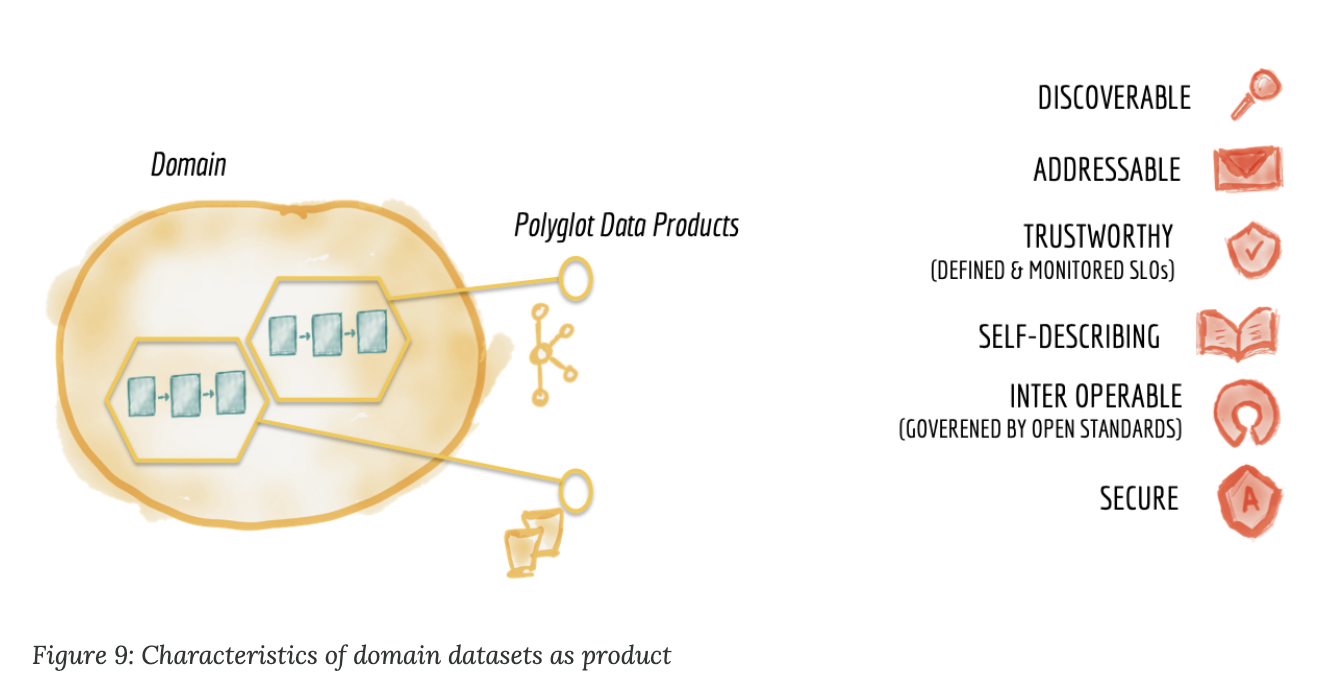 Domain
Polyglot Data Products
DISCOVERABLE
ADDRESSABLE
TRUSTWORTHY
(DEFINED & MONITORED SLOs)
SELF-DESCRIBING
INTER OPERABLE
(GOVERENED BY OPEN STANDARDS)
SECURE
A
Figure 9: Characteristics of domain datasets as product